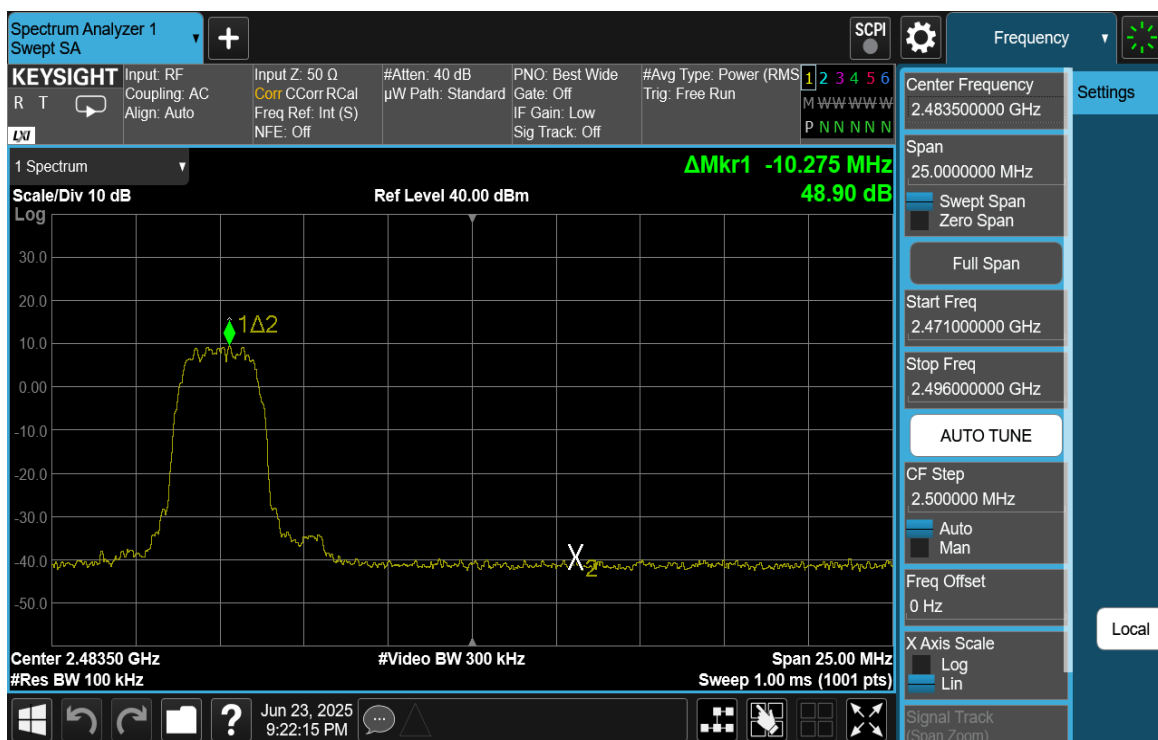 Spectrum Analyzer 1
Swept SA
SCPI
Frequency
KEYSIGHT
R T
LXI
Input: RF
Coupling: AC
Align: Auto
Input Z: 50 Ω
Corr CCorr RCal
Freq Ref: Int (S)
NFE: Off
#Atten: 40 dB
µW Path: Standard
PNO: Best Wide
Gate: Off
IF Gain: Low
Sig Track: Off
#Avg Type: Power (RMS
Trig: Free Run
1 2 3 4 5 6
M W W W W W
P N N N N N
1 Spectrum
Scale/Div 10 dB
Log
Ref Level 40.00 dBm
ΔMkr1 -10.275 MHz
48.90 dB
30.0
20.0
10.0
0.00
-10.0
-20.0
-30.0
-40.0
-50.0
1Δ2
X
2
Center 2.48350 GHz
#Res BW 100 kHz
#Video BW 300 kHz
Span 25.00 MHz
Sweep 1.00 ms (1001 pts)
Jun 23, 2025
9:22:15 PM
Center Frequency
2.483500000 GHz
Span
25.0000000 MHz
Swept Span
Zero Span
Full Span
Start Freq
2.471000000 GHz
Stop Freq
2.496000000 GHz
AUTO TUNE
CF Step
2.500000 MHz
Auto
Man
Freq Offset
0 Hz
X Axis Scale
Log
Lin
Signal Track
(Span Zoom)
Settings
Local